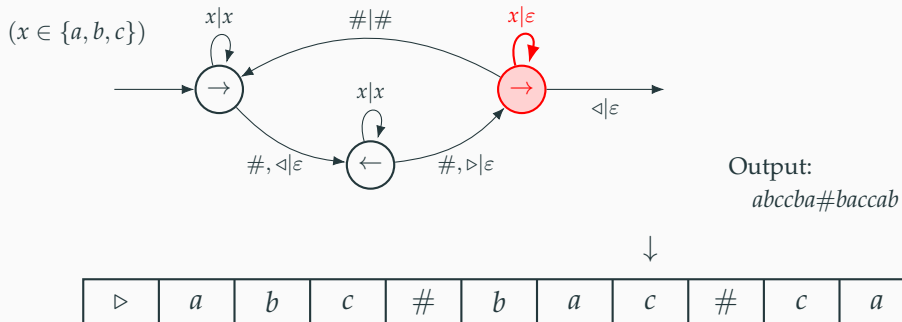 x|x #|# x|ε
(x ∈ {a, b, c})
→ x|x →
◁|ε
#, ◁|ε ← #, ▷|ε
Output:
abccba#baccab
↓
▷ a b c # b a c # c a